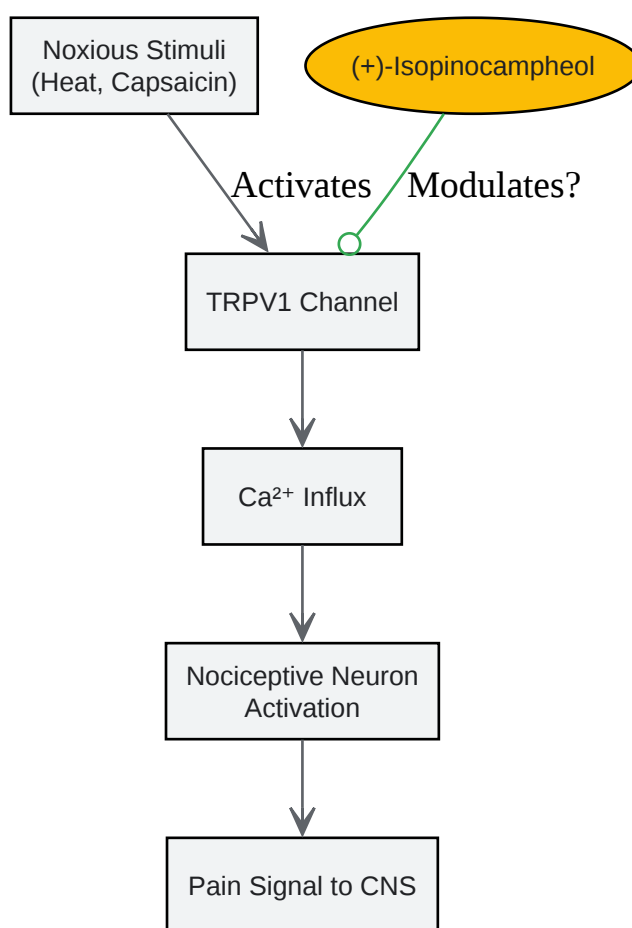 Noxious Stimuli
(Heat, Capsaicin)
(+)-Isopinocampheol
Activates
Modulates?
TRPV1 Channel
Ca²⁺ Influx
Nociceptive Neuron
Activation
Pain Signal to CNS